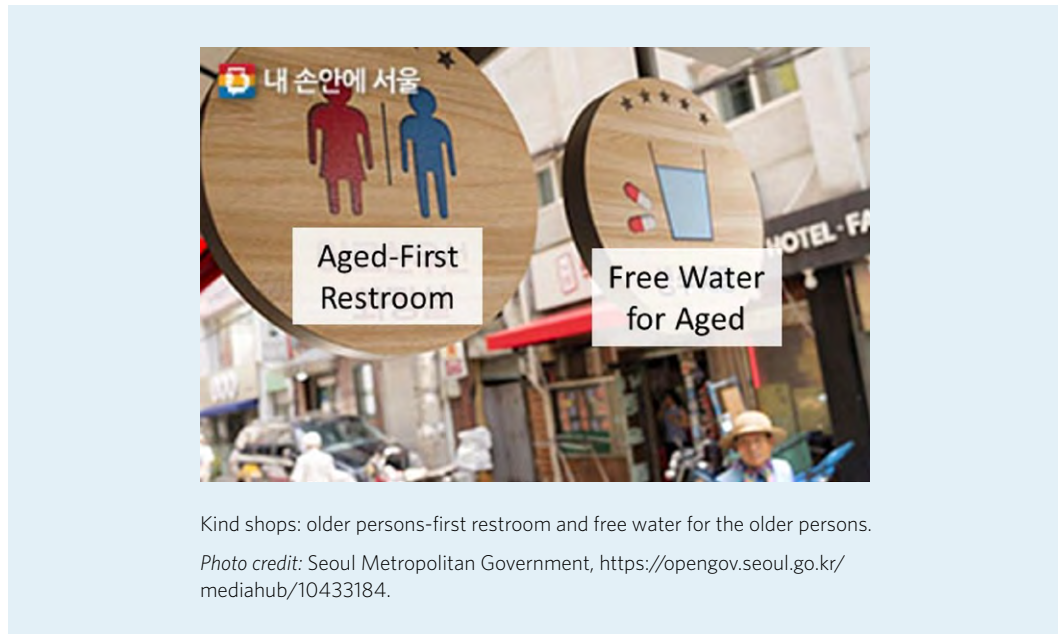 내 손안에 서울
Aged-First
Restroom
Free Water
for Aged
HOTEL·FA
Kind shops: older persons-first restroom and free water for the older persons.
Photo credit: Seoul Metropolitan Government, https://opengov.seoul.go.kr/
mediahub/10433184.